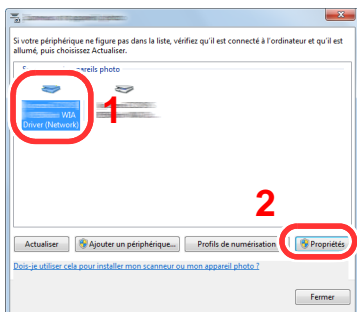 Si votre périphérique ne figure pas dans la liste, vérifiez qu'il est connecté à l'ordinateur et qu'il est
allumé, puis choisissez Actualiser.
pareils photo
1
WIA
Driver (Network)
2
Actualiser
Ajouter un périphérique...
Profils de numérisation
Propriétés
Dois-je utiliser cela pour installer mon scanneur ou mon appareil photo ?
Fermer